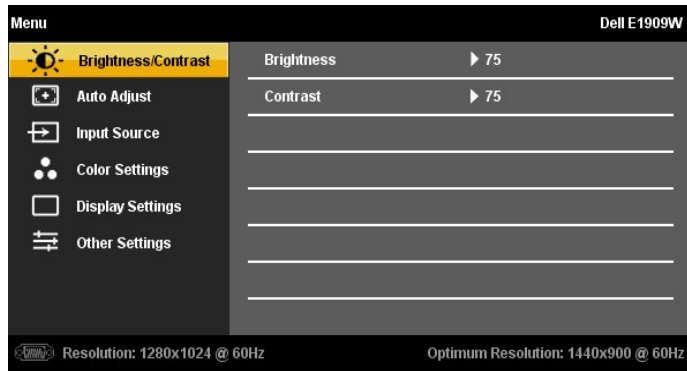 Menu Dell E1909W
Brightness/Contrast Brightness 75
Auto Adjust Contrast 75
Input Source
Color Settings
Display Settings
Other Settings
Resolution: 1280x1024 @ 60Hz Optimum Resolution: 1440x900 @ 60Hz